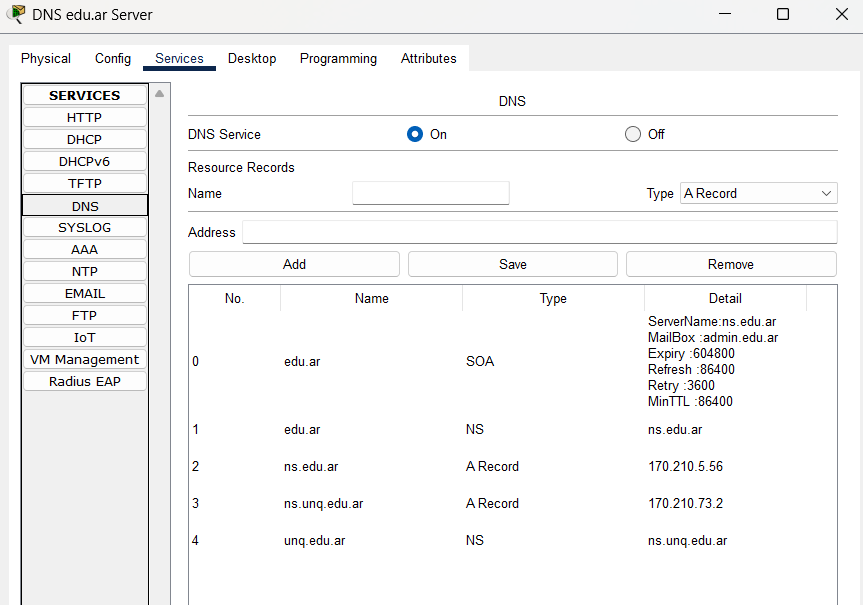 DNS edu.ar Server
Physical Config Services Desktop Programming Attributes
SERVICES
HTTP
DHCP
DHCPv6
TFTP
DNS
SYSLOG
AAA
NTP
EMAIL
FTP
IoT
VM Management
Radius EAP
DNS
DNS Service On Off
Resource Records
Name Type A Record
Address
Add Save Remove
No. Name Type Detail
0 edu.ar SOA ServerName:ns.edu.ar
MailBox :admin.edu.ar
Expiry :604800
Refresh :86400
Retry :3600
MinTTL :86400
1 edu.ar NS ns.edu.ar
2 ns.edu.ar A Record 170.210.5.56
3 ns.unq.edu.ar A Record 170.210.73.2
4 unq.edu.ar NS ns.unq.edu.ar